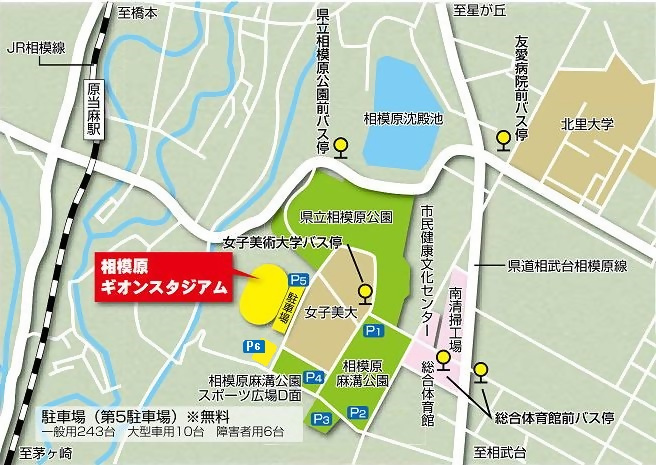 至橋本
JR相模線
原当麻駅
県立相模原公園前バス停
相模原沈殿池
至星が丘
友愛病院前バス停
北里大学
県立相模原公園
女子美術大学バス停
市民健康文化センター
県道相武台相模原線
相模原
ギオンスタジアム
P5
駐車場
女子美大
P1
南清掃工場
P6
相模原麻溝公園
スポーツ広場D面
P4
相模原
麻溝公園
総合体育館
P3
P2
総合体育館前バス停
駐車場（第5駐車場）※無料
一般用243台　大型車用10台　障害者用6台
至茅ヶ崎
至相武台